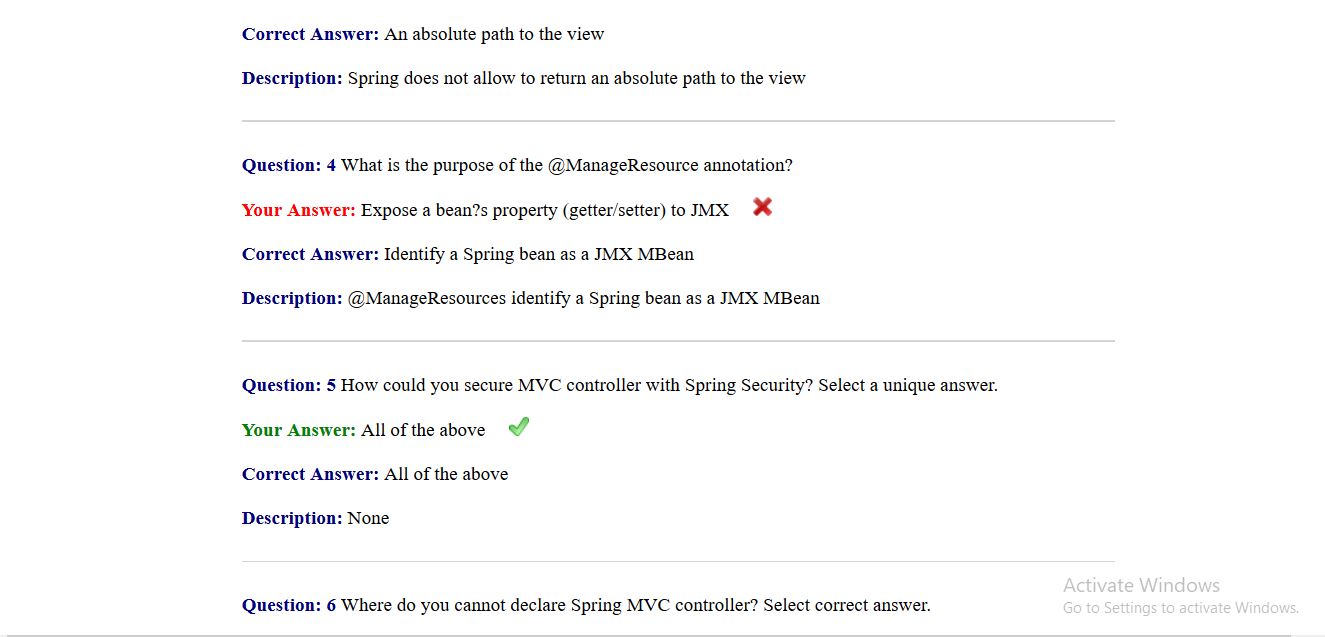 Correct Answer: An absolute path to the view
Description: Spring does not allow to return an absolute path to the view
Question: 4 What is the purpose of the @ManageResource annotation?
Your Answer: Expose a bean?s property (getter/setter) to JMX
Correct Answer: Identify a Spring bean as a JMX MBean
Description: @ManageResources identify a Spring bean as a JMX MBean
Question: 5 How could you secure MVC controller with Spring Security? Select a unique answer.
Your Answer: All of the above
Correct Answer: All of the above
Description: None
Question: 6 Where do you cannot declare Spring MVC controller? Select correct answer.
Activate Windows
Go to Settings to activate Windows.